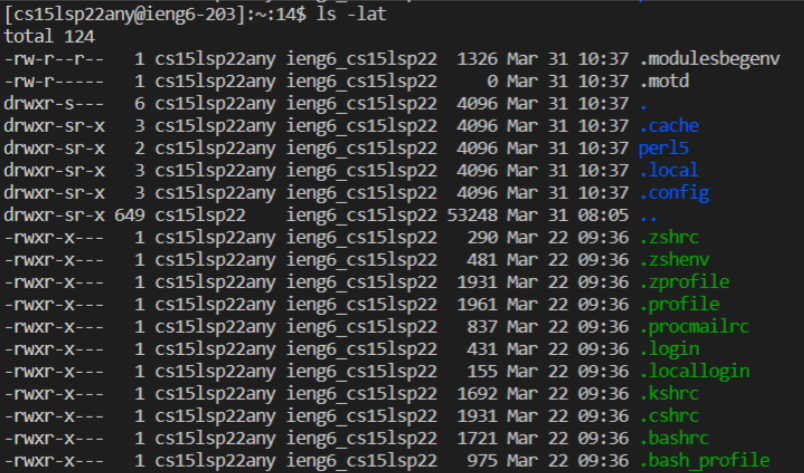 [cs15lsp22any@ieng6-203]:~:14$ ls -lat
total 124
-rw-r--r--   1 cs15lsp22any ieng6_cs15lsp22  1326 Mar 31 10:37 .modulesbegenv
-rw-r-----   1 cs15lsp22any ieng6_cs15lsp22     0 Mar 31 10:37 .motd
drwxr-s---   6 cs15lsp22any ieng6_cs15lsp22  4096 Mar 31 10:37 .
drwxr-sr-x   3 cs15lsp22any ieng6_cs15lsp22  4096 Mar 31 10:37 .cache
drwxr-sr-x   2 cs15lsp22any ieng6_cs15lsp22  4096 Mar 31 10:37 perl5
drwxr-sr-x   3 cs15lsp22any ieng6_cs15lsp22  4096 Mar 31 10:37 .local
drwxr-sr-x   3 cs15lsp22any ieng6_cs15lsp22  4096 Mar 31 10:37 .config
drwxr-sr-x 649 cs15lsp22    ieng6_cs15lsp22 53248 Mar 31 08:05 ..
-rwxr-x---   1 cs15lsp22any ieng6_cs15lsp22   290 Mar 22 09:36 .zshrc
-rwxr-x---   1 cs15lsp22any ieng6_cs15lsp22   481 Mar 22 09:36 .zshenv
-rwxr-x---   1 cs15lsp22any ieng6_cs15lsp22  1931 Mar 22 09:36 .zprofile
-rwxr-x---   1 cs15lsp22any ieng6_cs15lsp22  1961 Mar 22 09:36 .profile
-rwxr-x---   1 cs15lsp22any ieng6_cs15lsp22   837 Mar 22 09:36 .procmailrc
-rwxr-x---   1 cs15lsp22any ieng6_cs15lsp22   431 Mar 22 09:36 .login
-rwxr-x---   1 cs15lsp22any ieng6_cs15lsp22   155 Mar 22 09:36 .locallogin
-rwxr-x---   1 cs15lsp22any ieng6_cs15lsp22  1692 Mar 22 09:36 .kshrc
-rwxr-x---   1 cs15lsp22any ieng6_cs15lsp22  1931 Mar 22 09:36 .cshrc
-rwxr-x---   1 cs15lsp22any ieng6_cs15lsp22  1721 Mar 22 09:36 .bashrc
-rwxr-x---   1 cs15lsp22any ieng6_cs15lsp22   975 Mar 22 09:36 .bash_profile